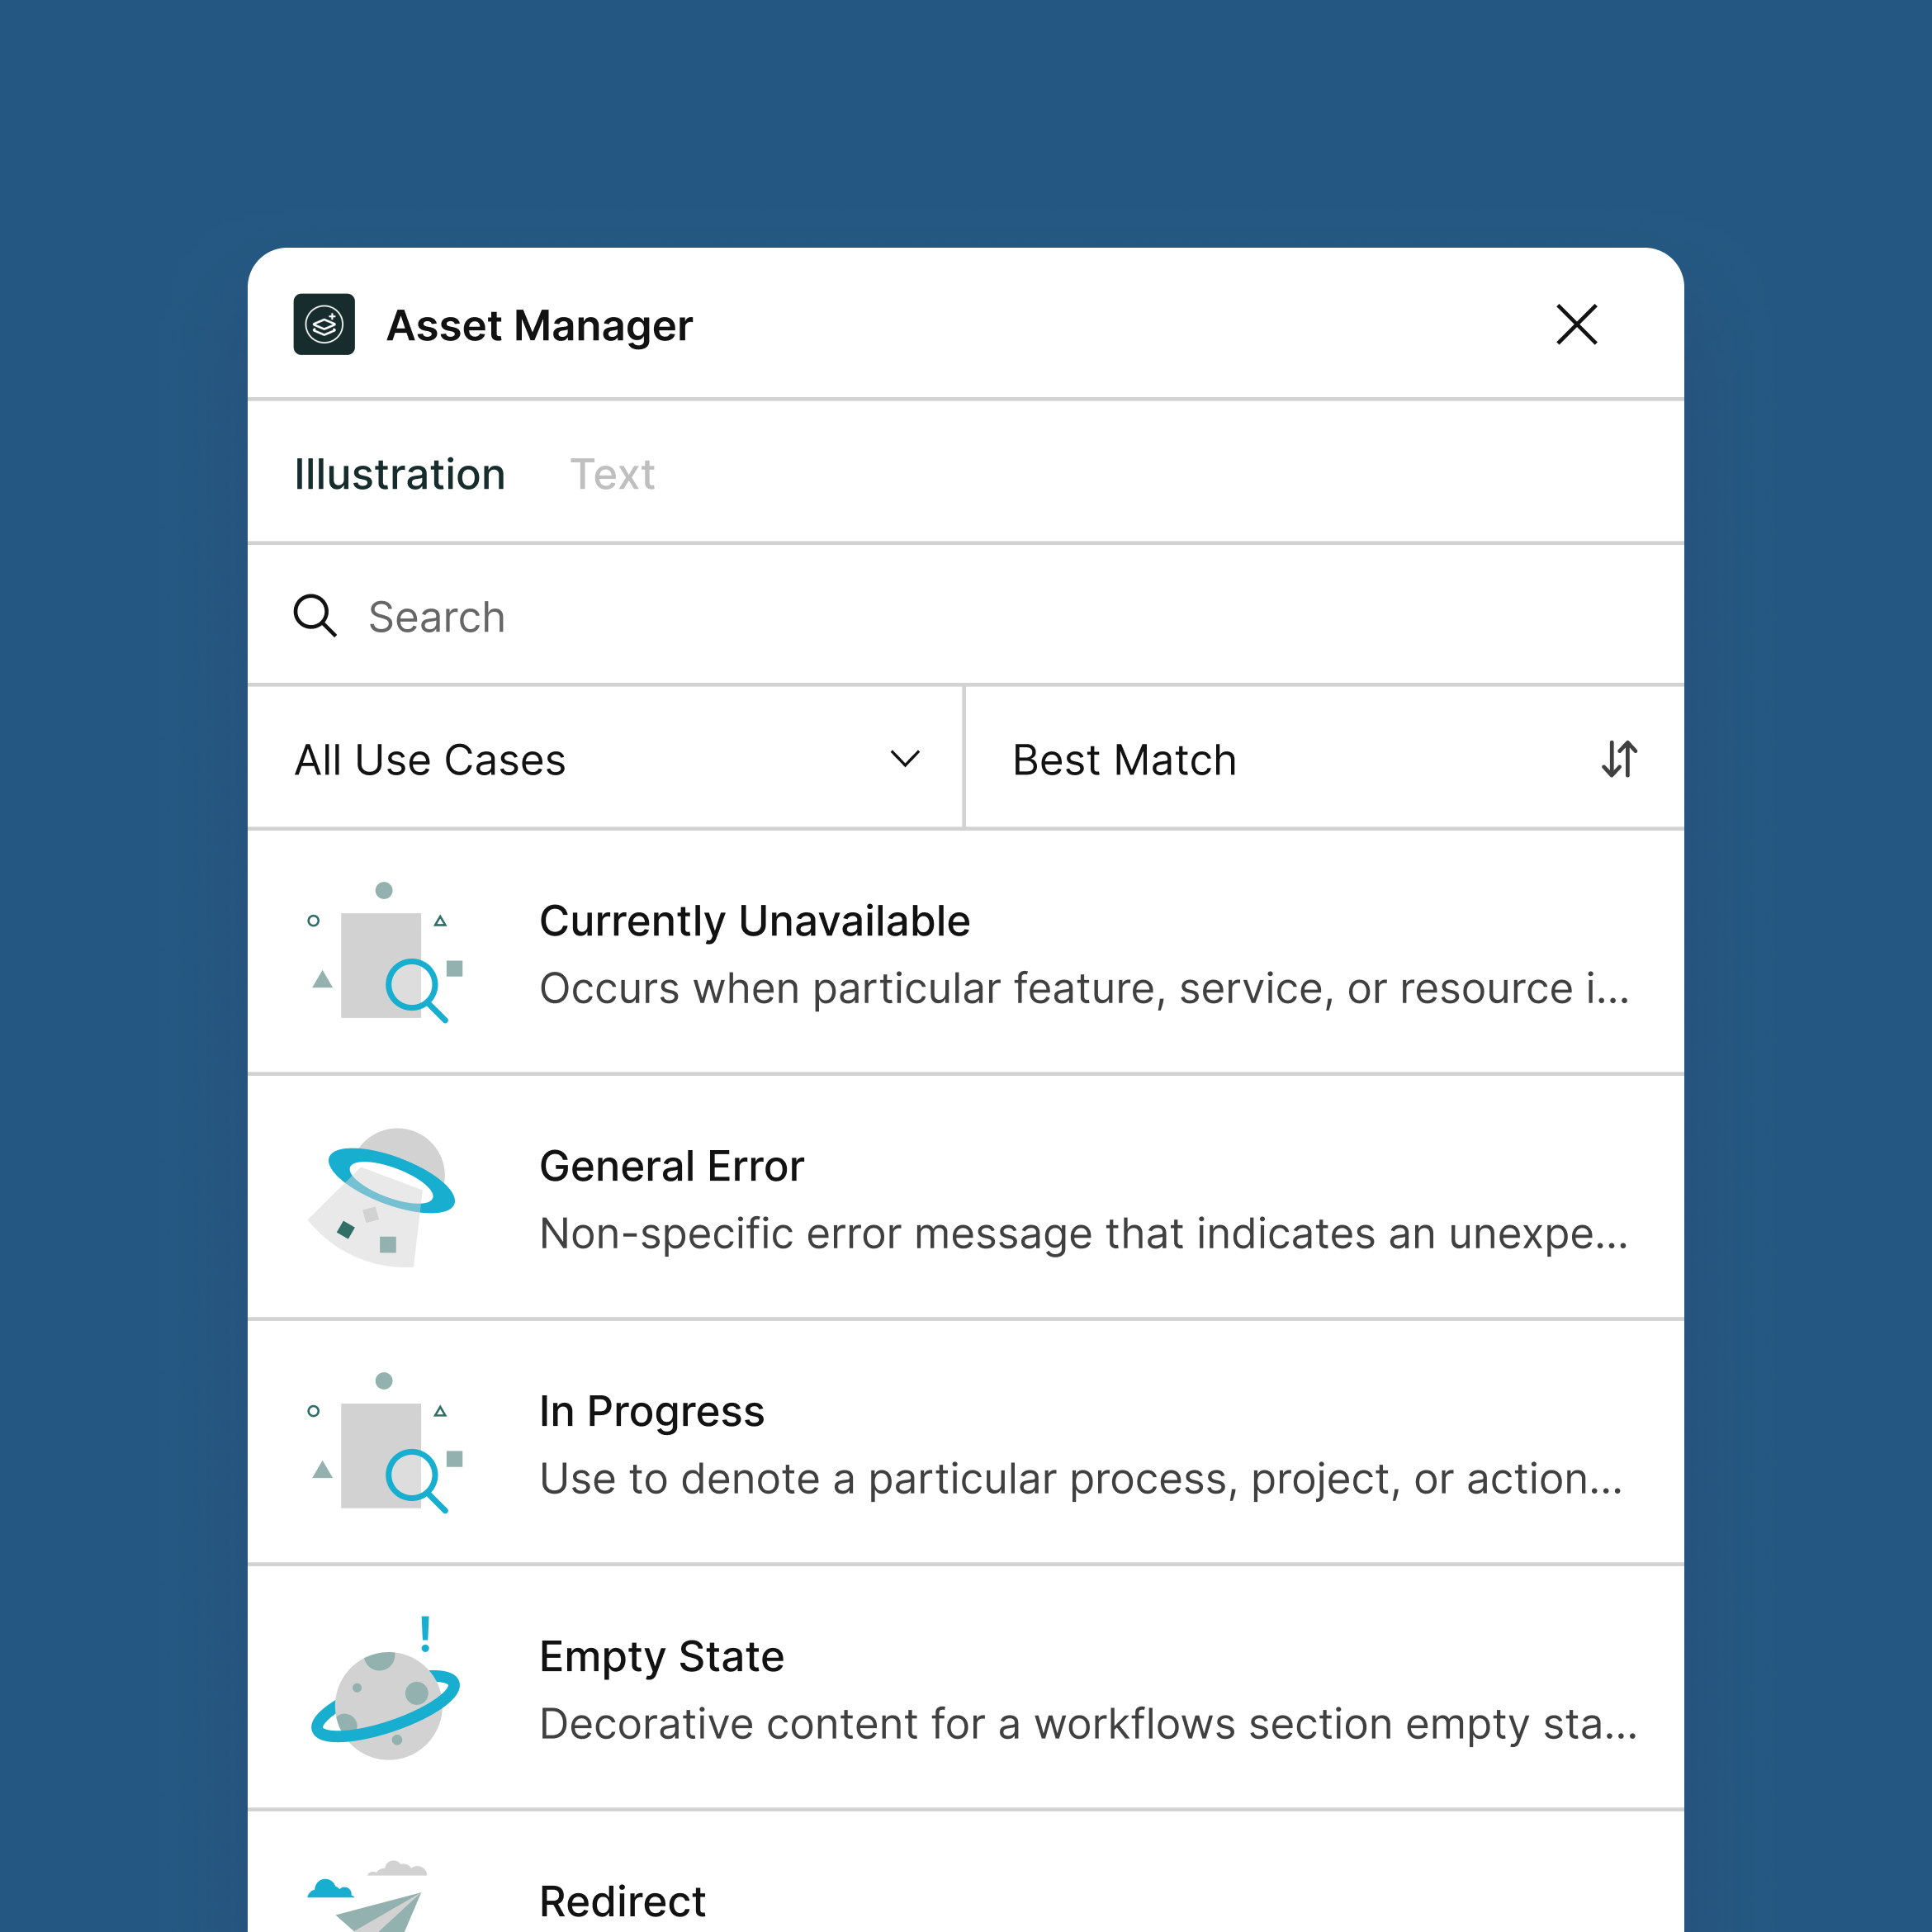 Asset Manager
Illustration Text
Search
All Use Cases Best Match
Currently Unavailable
Occurs when particular feature, service, or resource i...
General Error
Non-specific error message that indicates an unexpe...
In Progress
Use to denote a particular process, project, or action...
!
Empty State
Decorative content for a workflows section empty sta...
Redirect